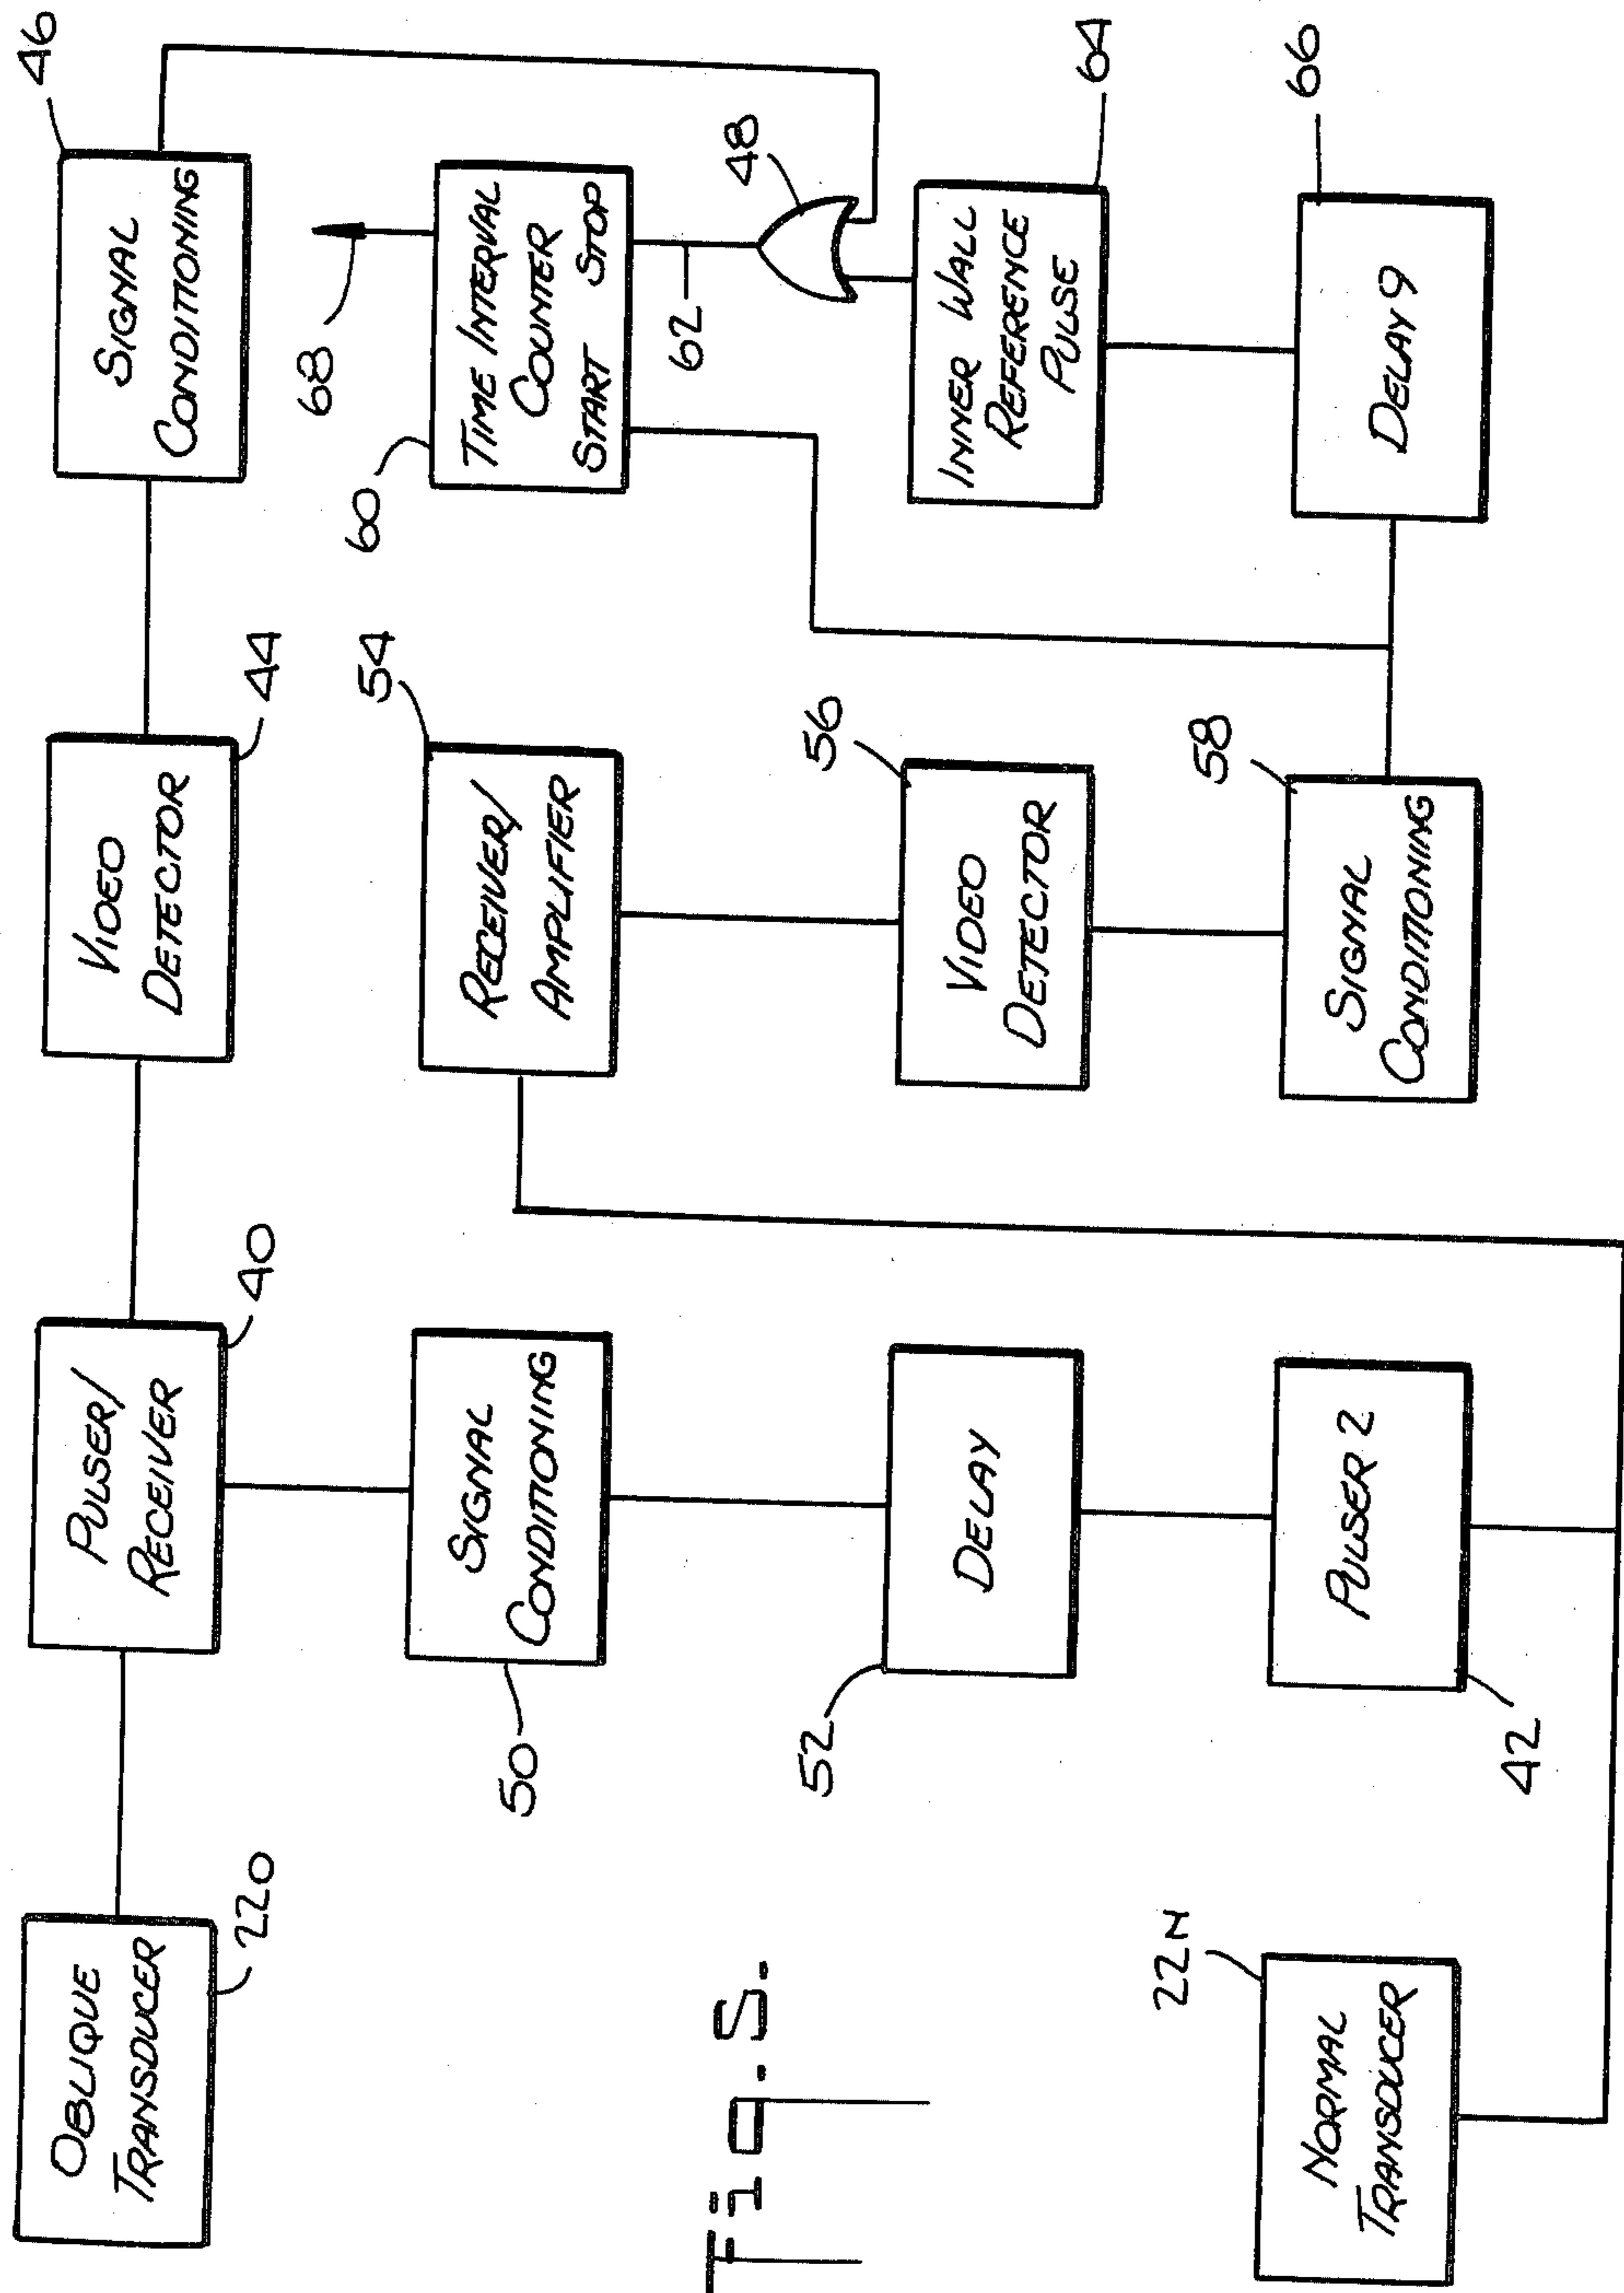 OBLIQUE
TRANSDUCER
220
PULSER/
RECEIVER
40
VIDEO
DETECTOR
44
SIGNAL
CONDITIONING
46
SIGNAL
CONDITIONING
50
RECEIVER/
AMPLIFIER
54
TIME INTERVAL
COUNTER
START STOP
60
68
62
48
DELAY
52
VIDEO
DETECTOR
56
INNER WALL
REFERENCE
PULSE
64
NORMAL
TRANSDUCER
22N
PULSER 2
42
SIGNAL
CONDITIONING
58
DELAY 9
66
Fig. 5.